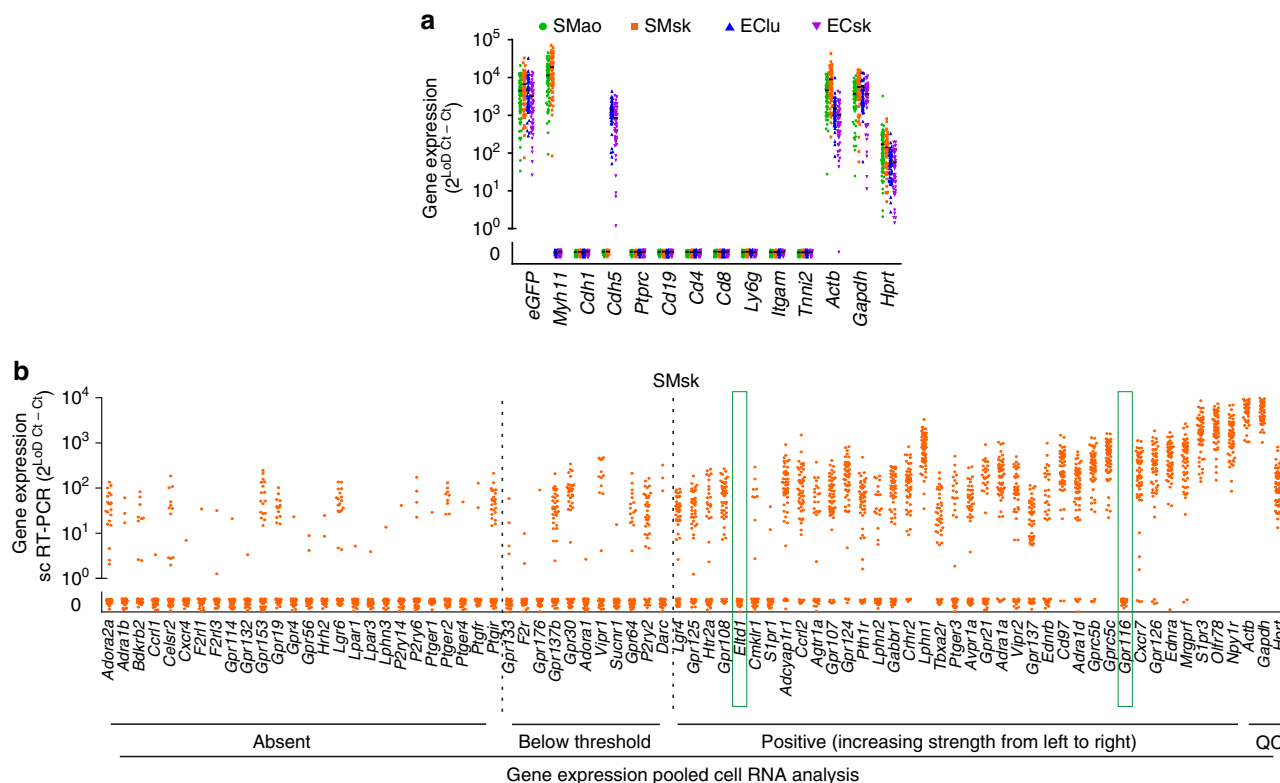 a
SMao SMsk EClu ECsk
Gene expression
(2^LoD Ct – Ct)
10^5
10^4
10^3
10^2
10^1
10^0
0
eGFP Myh11 Cdh1 Cdh5 Ptprc Cd19 Cd4 Cd8 Ly6g Itgam Tnni2 Actb Gapdh Hprt
b
SMsk
Gene expression
sc RT-PCR (2^LoD Ct – Ct)
10^4
10^3
10^2
10^1
10^0
0
Adora2a Adra1b Bdkrb2 Ccrl1 Celsr2 Cxcr4 F2rl1 F2rl3 Gpr114 Gpr132 Gpr153 Gpr19 Gpr4 Gpr56 Hrh2 Lgr6 Lpar1 Lpar3 Lphn3 P2ry14 P2ry6 Ptger1 Ptger2 Ptger4 Ptgfr Ptgir Gpr133 F2r Gpr176 Gpr137b Gpr30 Adora1 Vipr1 Sucnr1 Gpr64 P2ry2 Darc Lgr4 Gpr125 Htr2a Gpr108 Eltd1 Cmklr1 S1pr1 Adcyap1r1 Ccrl2 Agtr1a Gpr107 Gpr124 Pth1r Lphn2 Gabbr1 Crhr2 Lphn1 Tbxa2r Ptger3 Avpr1a Gpr21 Adra1a Vipr2 Gpr137 Ednrb Cd97 Adra1d Gprc5b Gprc5c Gpr116 Cxcr7 Gpr126 Ednra Mrgprf S1pr3 Olfr78 Npy1r Actb Gapdh Hprt
Absent Below threshold Positive (increasing strength from left to right) QC
Gene expression pooled cell RNA analysis